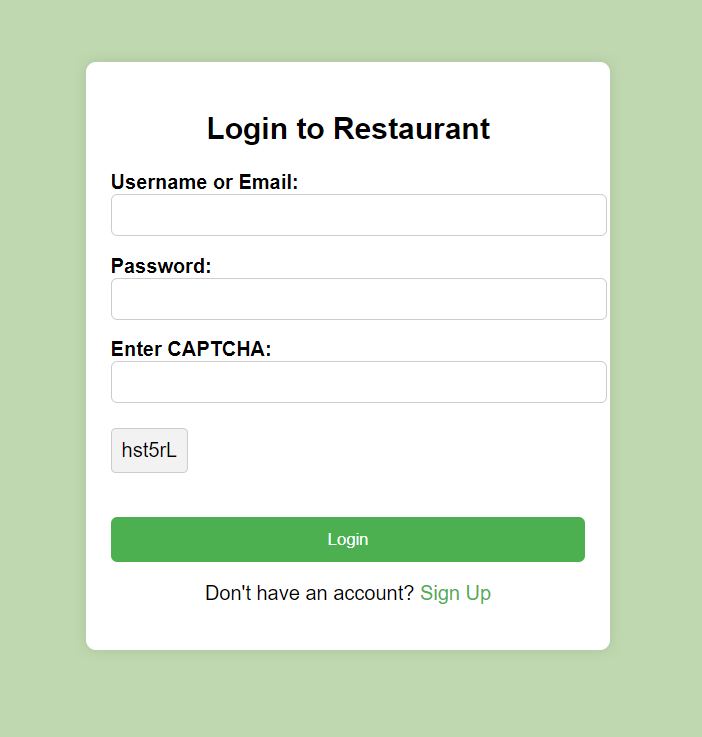 Login to Restaurant
Username or Email:
Password:
Enter CAPTCHA:
hst5rL
Login
Don't have an account? Sign Up